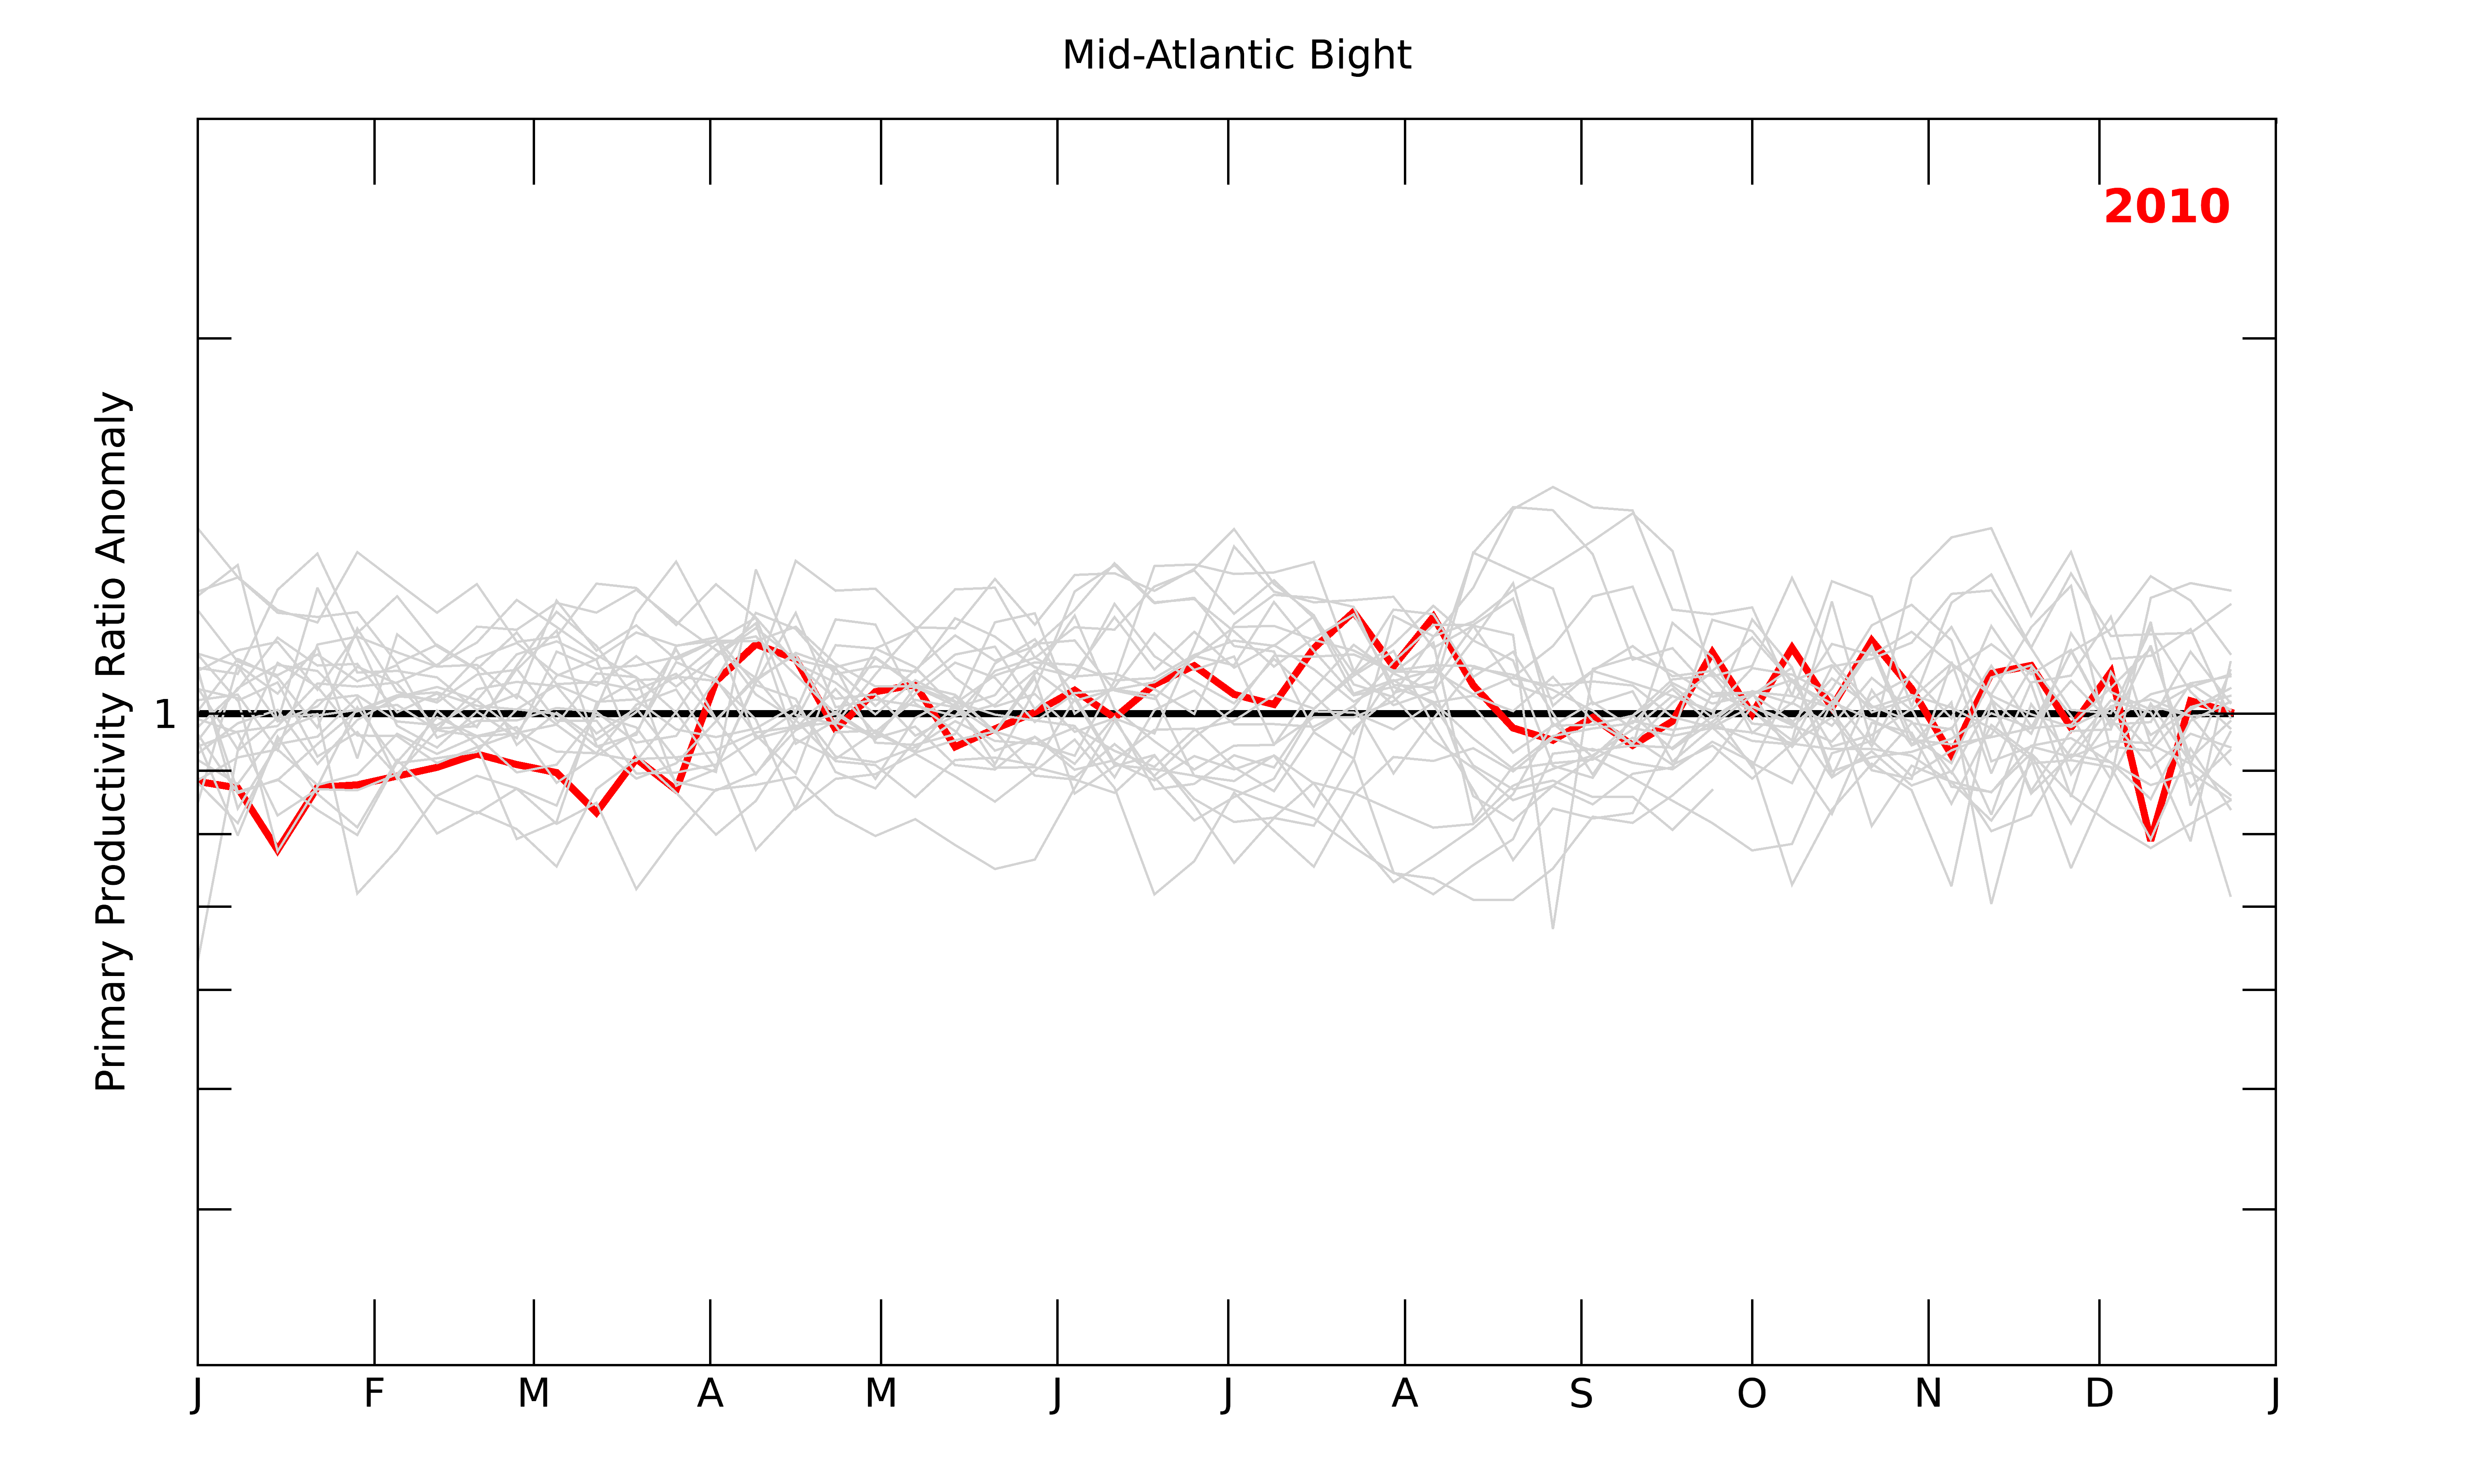 Mid-Atlantic Bight
2010
Primary Productivity Ratio Anomaly
1
J F M A M J J A S O N D J